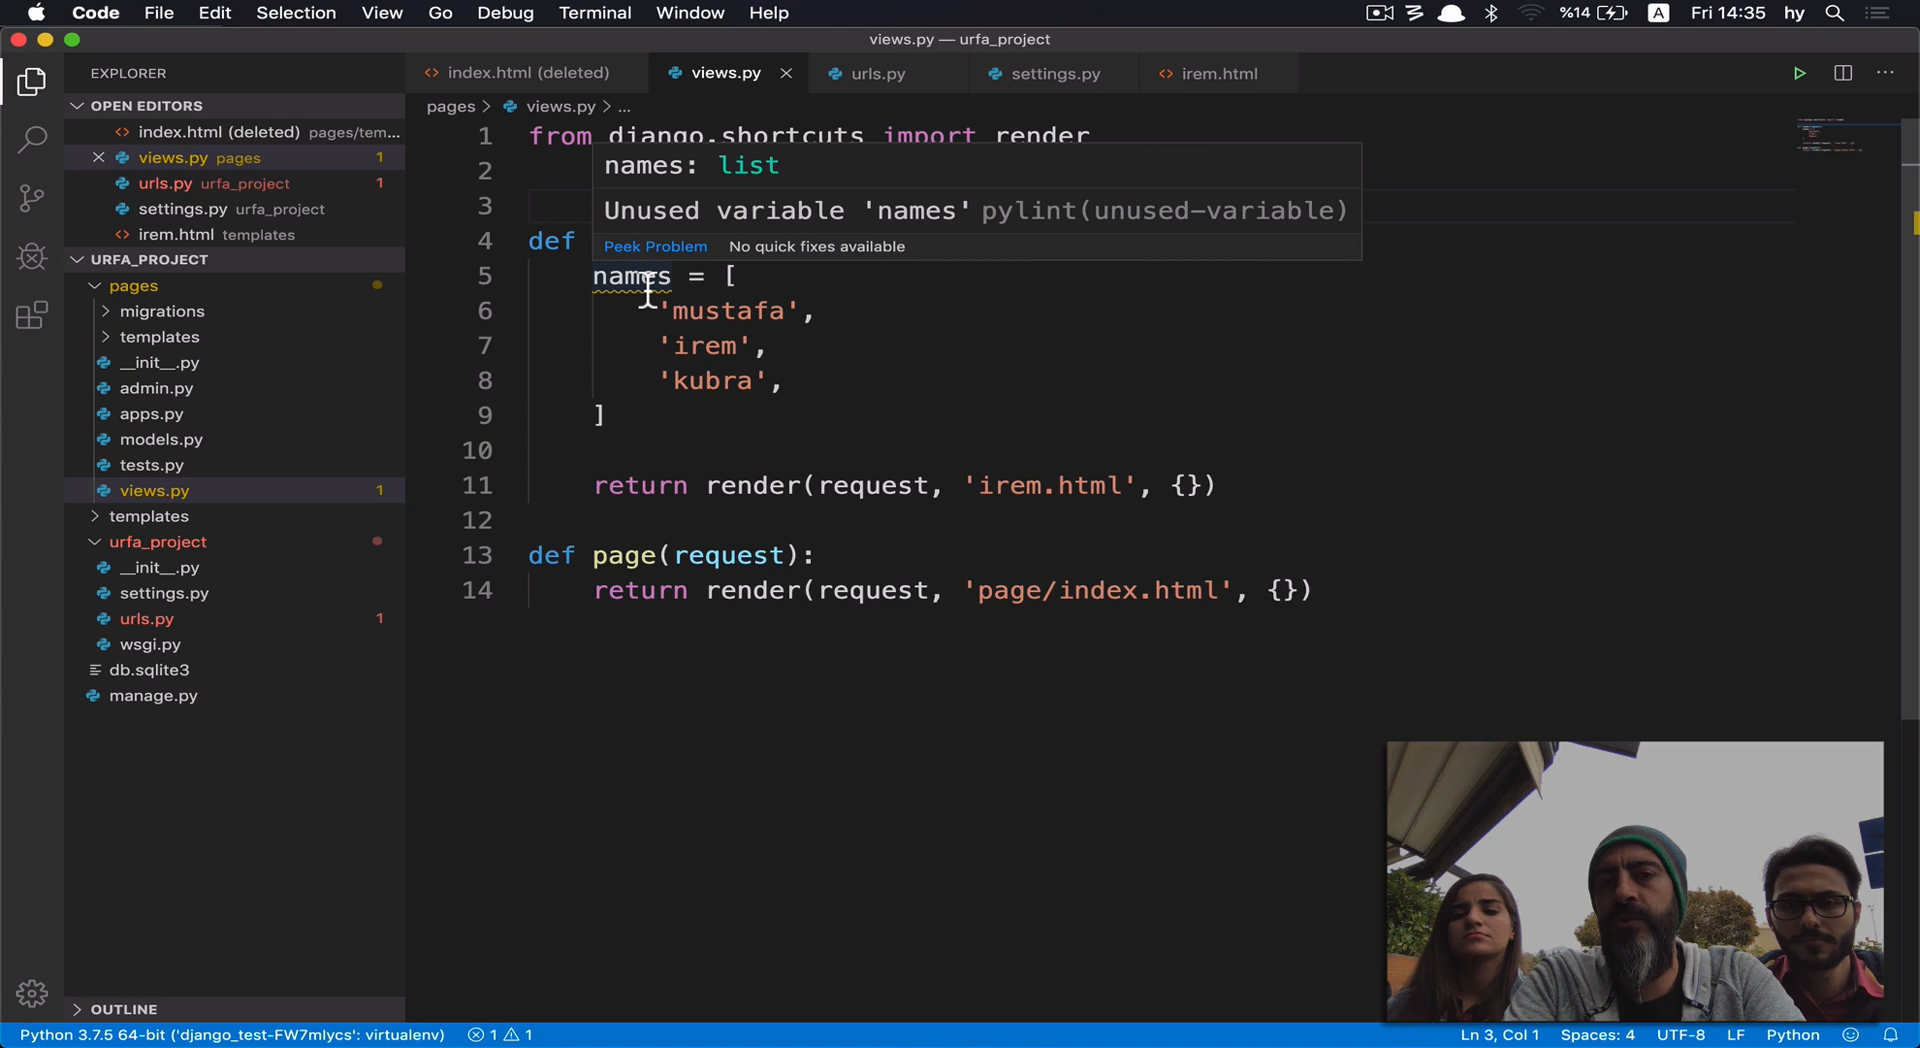 Code File Edit Selection View Go Debug Terminal Window Help %14 A Fri 14:35 hy
views.py — urfa_project
EXPLORER
index.html (deleted) views.py urls.py settings.py irem.html
OPEN EDITORS
index.html (deleted) pages/tem...
views.py pages 1
urls.py urfa_project 1
settings.py urfa_project
irem.html templates
URFA_PROJECT
pages
migrations
templates
__init__.py
admin.py
apps.py
models.py
tests.py
views.py 1
templates
urfa_project
__init__.py
settings.py
urls.py 1
wsgi.py
db.sqlite3
manage.py
OUTLINE
pages > views.py > ...
1 from django.shortcuts import render
2
3
4 def
names: list
Unused variable 'names' pylint(unused-variable)
Peek Problem No quick fixes available
5 names = [
6 'mustafa',
7 'irem',
8 'kubra',
9 ]
10
11 return render(request, 'irem.html', {})
12
13 def page(request):
14 return render(request, 'page/index.html', {})
Python 3.7.5 64-bit ('django_test-FW7mlycs': virtualenv) 1 1 Ln 3, Col 1 Spaces: 4 UTF-8 LF Python